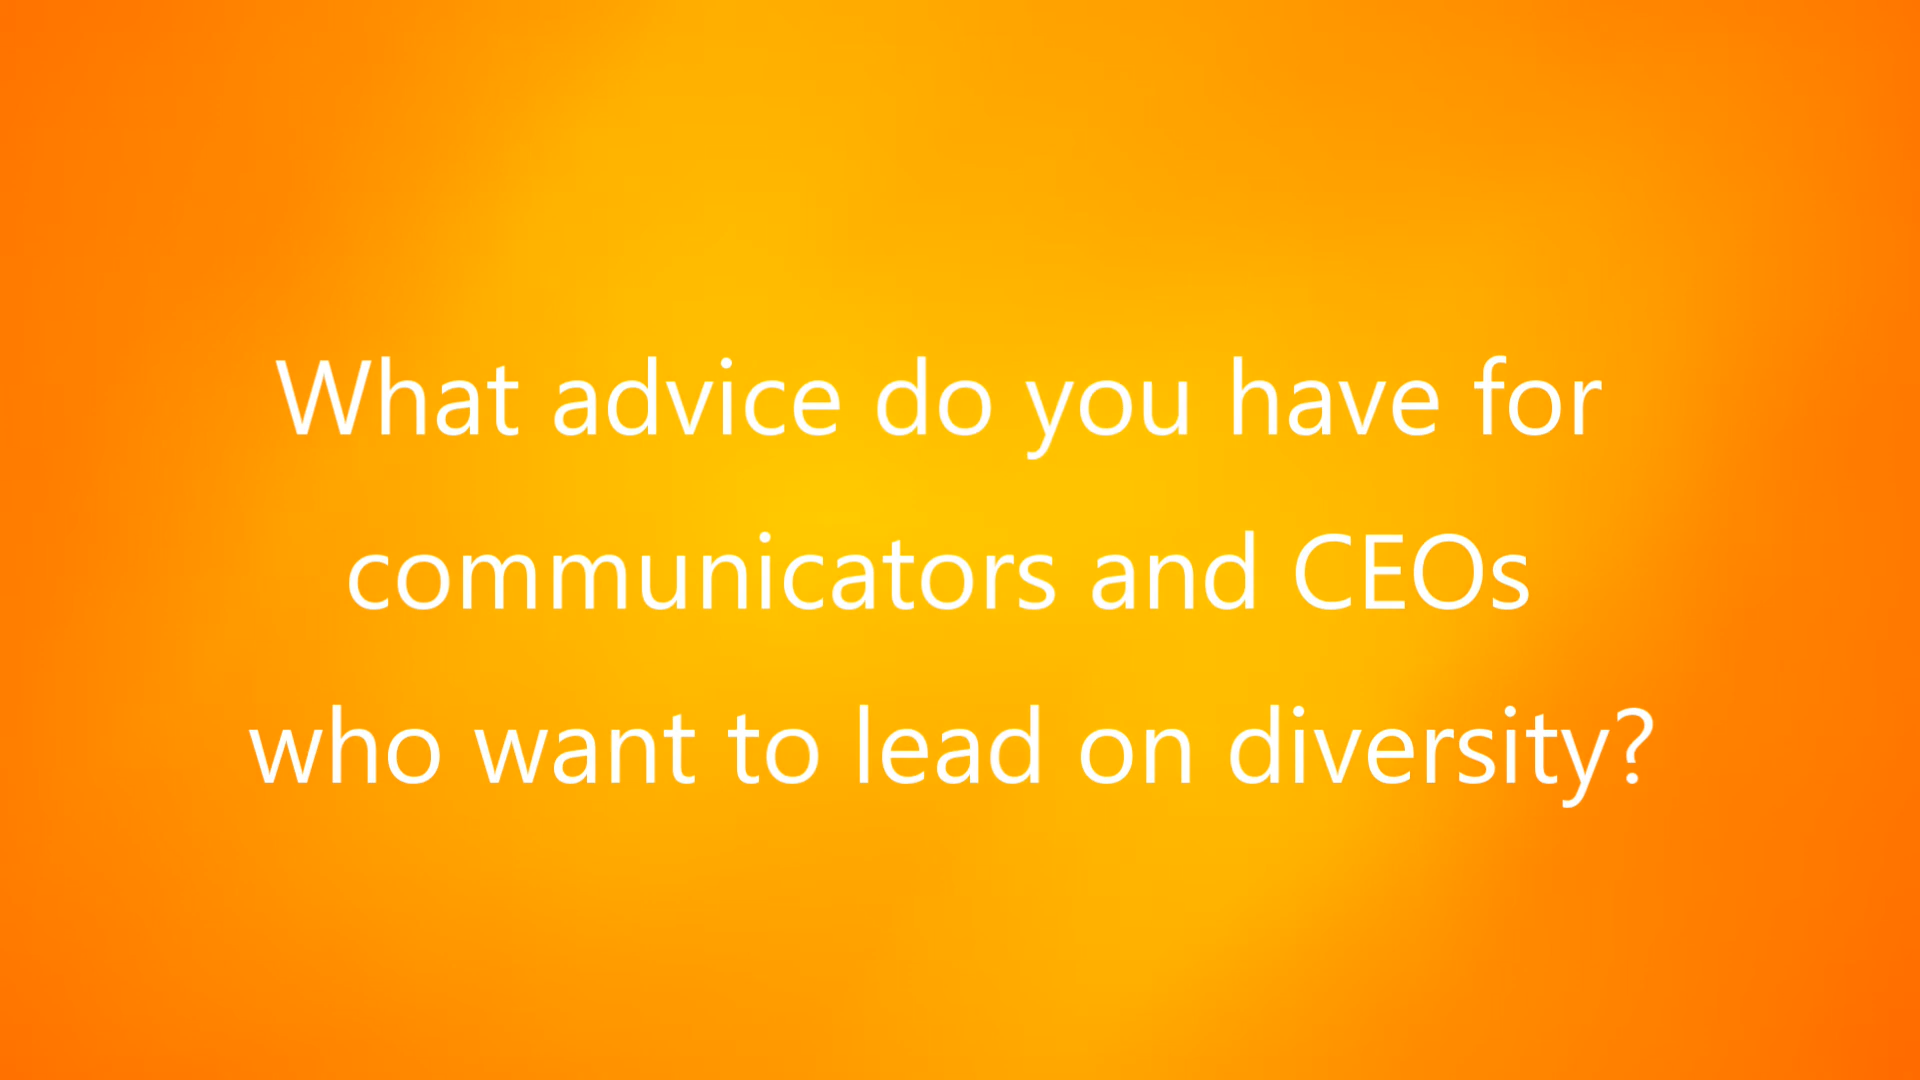 What advice do you have for
communicators and CEOs
who want to lead on diversity?